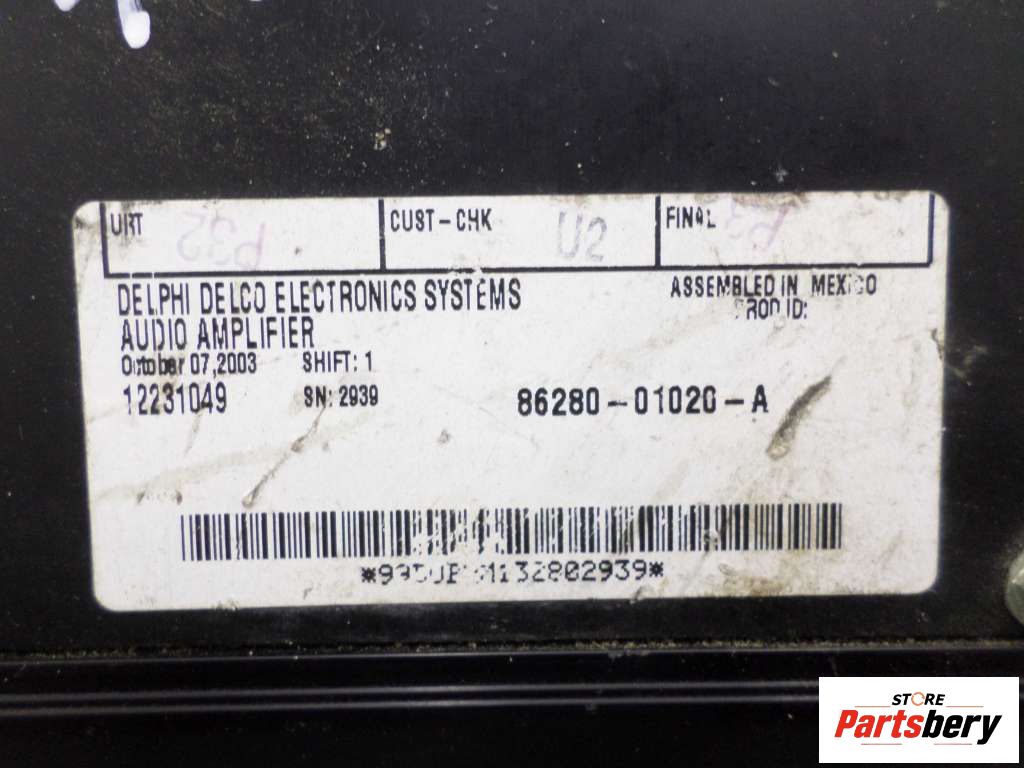 URT P32 CUST-CHK U2 FINAL P32
DELPHI DELCO ELECTRONICS SYSTEMS ASSEMBLED IN MEXICO
AUDIO AMPLIFIER PROD ID:
October 07,2003 SHIFT: 1
12231049 SN: 2939 86280-01020-A
STORE
Partsbery